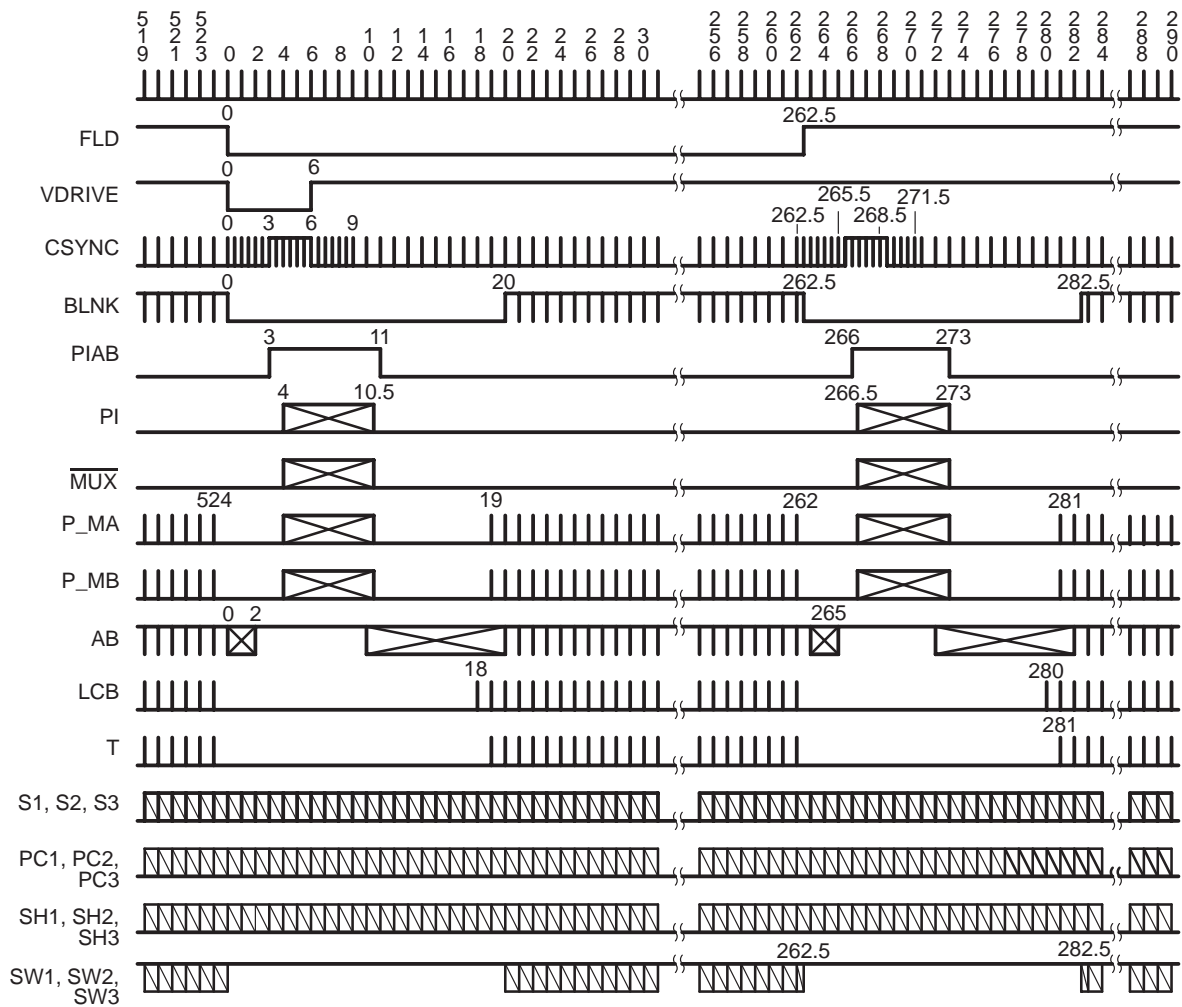 519 521 523 0 2 4 6 8 10 12 14 16 18 20 22 24 26 28 30 256 258 260 262 264 266 268 270 272 274 276 278 280 282 284 288 290
0 262.5
FLD
0 6
VDRIVE
265.5 271.5
262.5 268.5
0 3 6 9
CSYNC
0 20 262.5 282.5
BLNK
3 11 266 273
PIAB
4 10.5 266.5 273
PI
MUX
524 19 262 281
P_MA
P_MB
0 2 265
AB
18 280
LCB
281
T
S1, S2, S3
PC1, PC2,
PC3
SH1, SH2,
SH3
262.5 282.5
SW1, SW2,
SW3